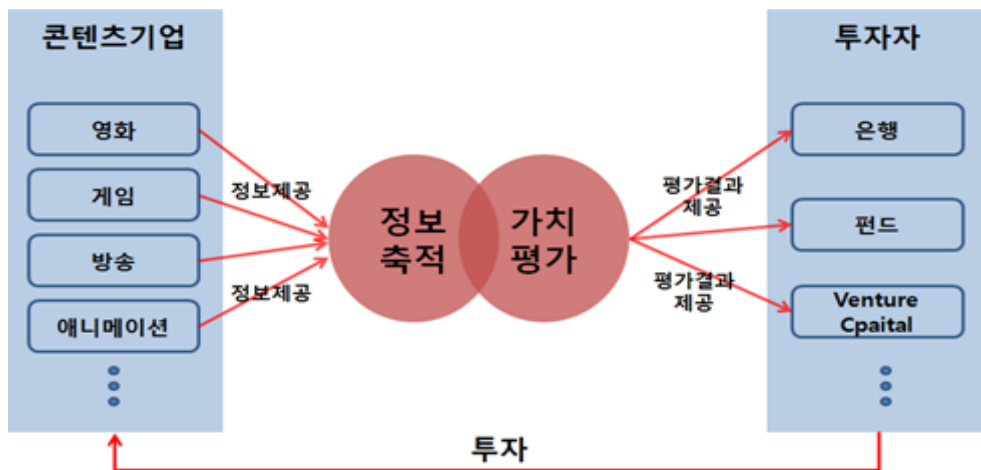 콘텐츠기업
영화
게임
방송
애니메이션
정보제공
정보제공
정보
축적
가치
평가
평가결과
제공
평가결과
제공
투자자
은행
펀드
Venture
Cpaital
투자